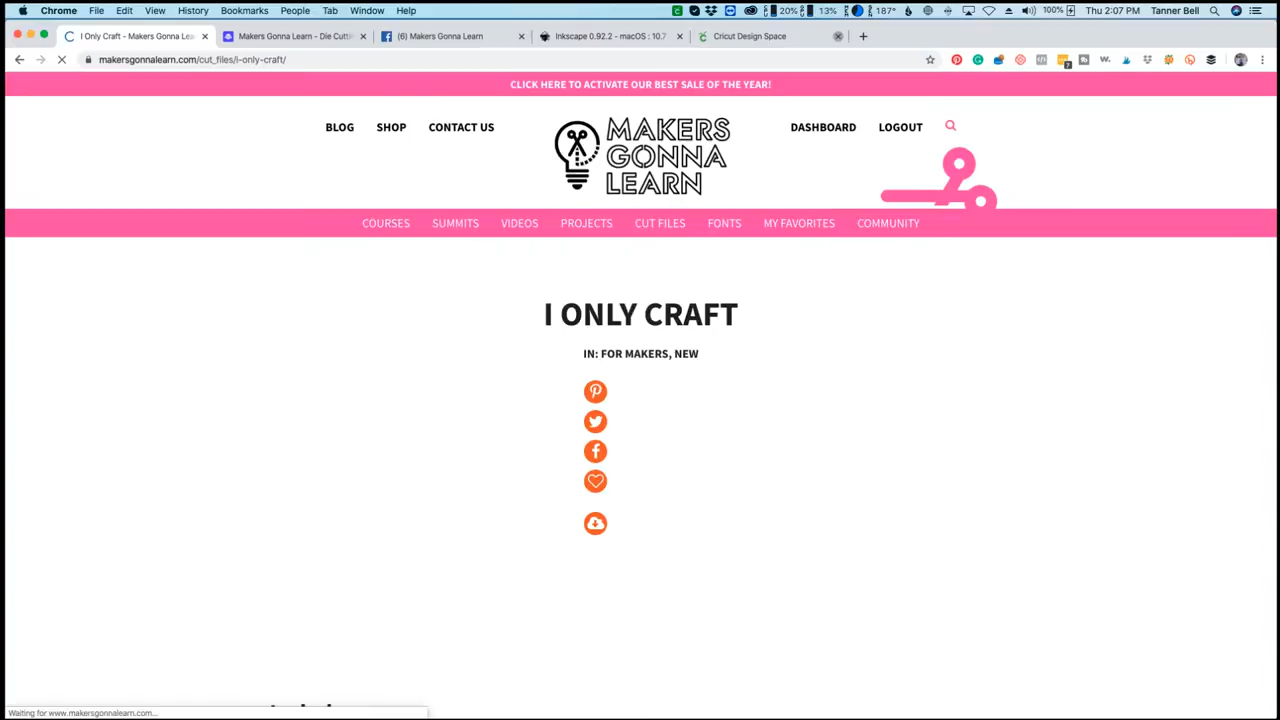 Chrome File Edit View History Bookmarks People Tab Window Help 20% 13% 187° 100% Thu 2:07 PM Tanner Bell
I Only Craft - Makers Gonna Lea Makers Gonna Learn - Die Cuttin (6) Makers Gonna Learn Inkscape 0.92.2 - macOS : 10.7 Cricut Design Space
makersgonnalearn.com/cut_files/i-only-craft/
CLICK HERE TO ACTIVATE OUR BEST SALE OF THE YEAR!
BLOG SHOP CONTACT US
MAKERS
GONNA
LEARN
DASHBOARD LOGOUT
COURSES SUMMITS VIDEOS PROJECTS CUT FILES FONTS MY FAVORITES COMMUNITY
I ONLY CRAFT
IN: FOR MAKERS, NEW
Waiting for www.makersgonnalearn.com...